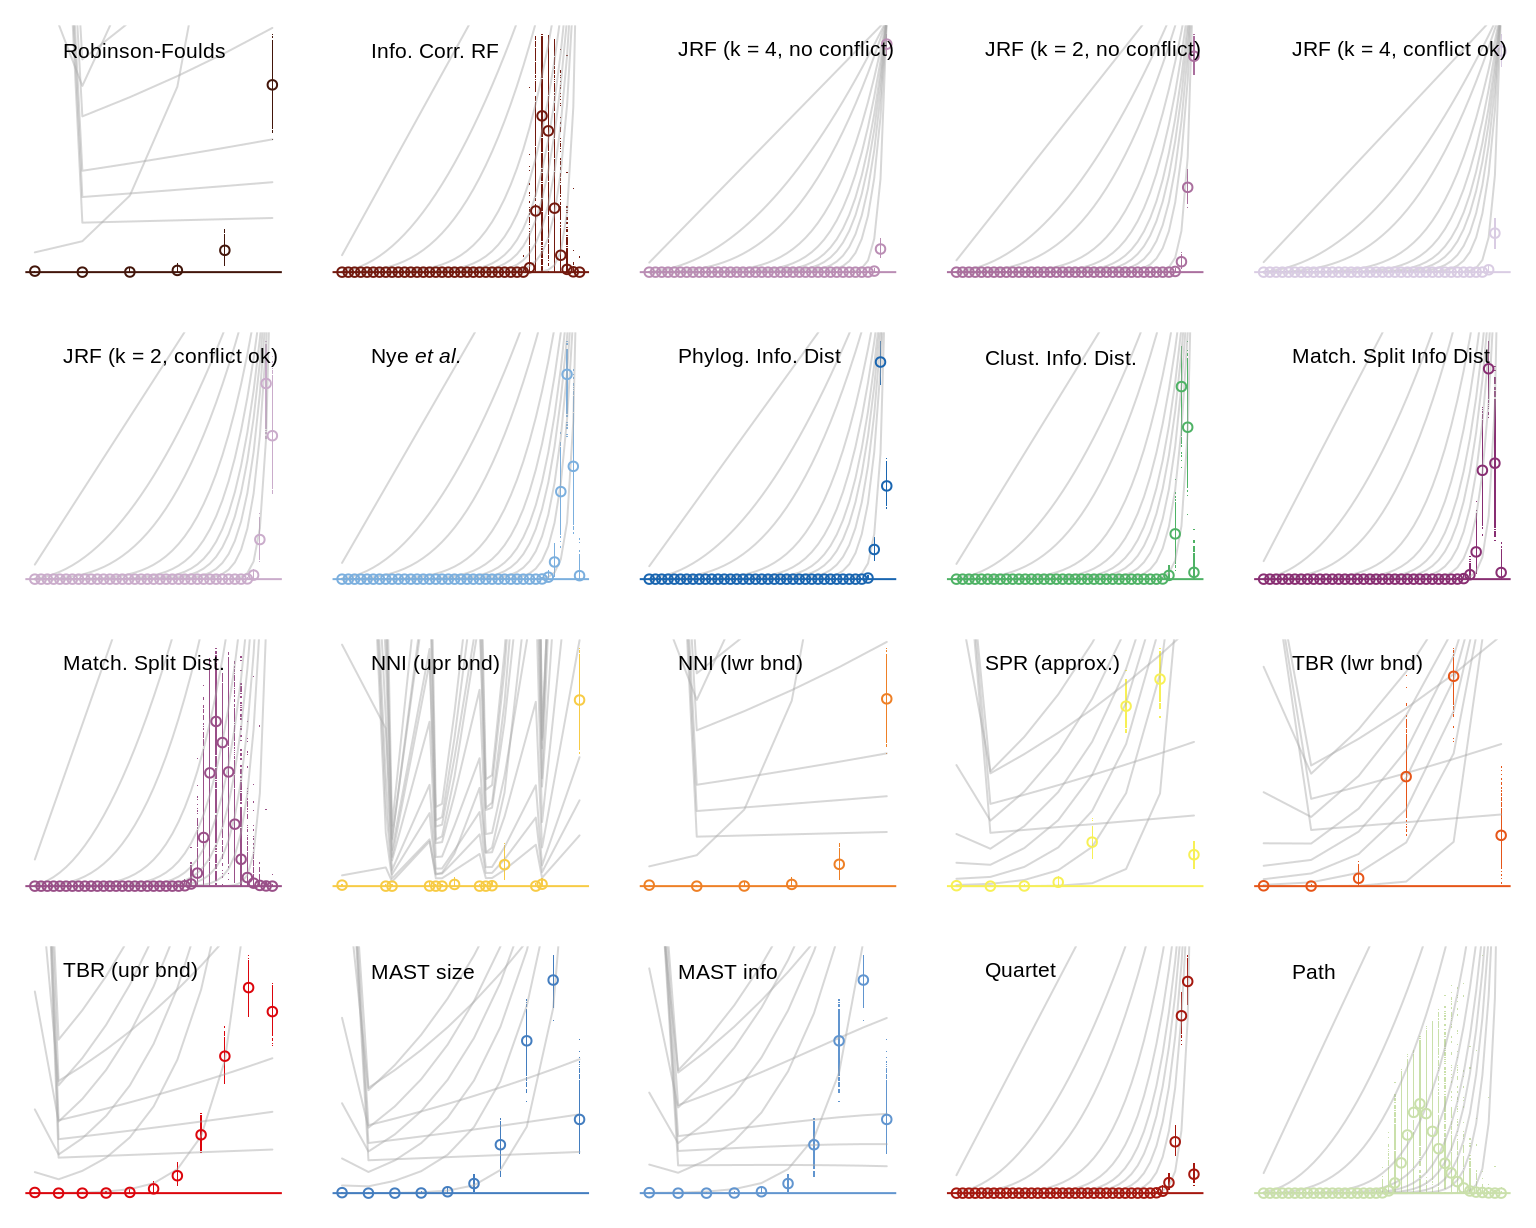 Robinson-Foulds
Info. Corr. RF
JRF (k = 4, no conflict)
JRF (k = 2, no conflict)
JRF (k = 4, conflict ok)
JRF (k = 2, conflict ok)
Nye et al.
Phylog. Info. Dist
Clust. Info. Dist.
Match. Split Info Dist
Match. Split Dist.
NNI (upr bnd)
NNI (lwr bnd)
SPR (approx.)
TBR (lwr bnd)
TBR (upr bnd)
MAST size
MAST info
Quartet
Path